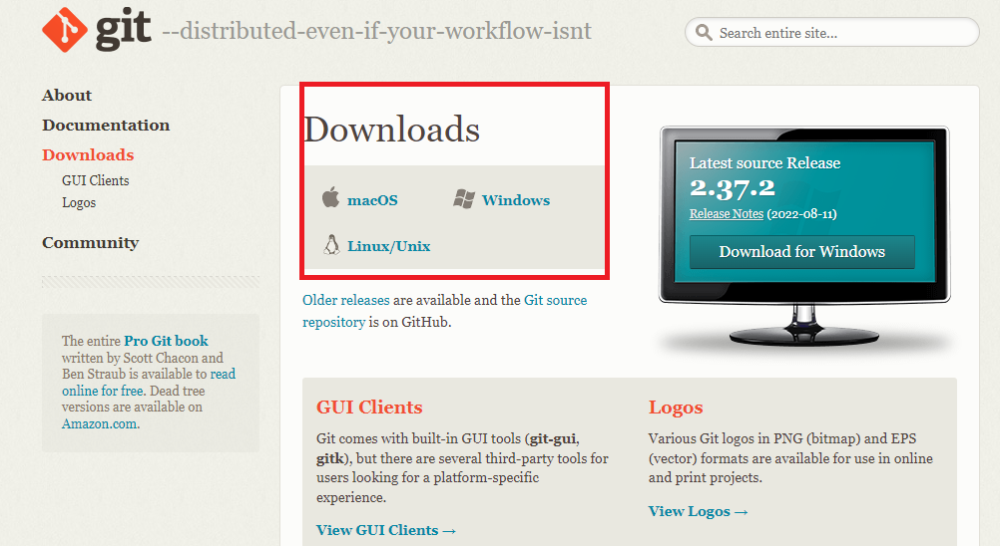 git --distributed-even-if-your-workflow-isnt
Search entire site...
About
Documentation
Downloads
GUI Clients
Logos
Community
The entire Pro Git book
written by Scott Chacon and
Ben Straub is available to read
online for free. Dead tree
versions are available on
Amazon.com.
Downloads
macOS
Windows
Linux/Unix
Older releases are available and the Git source
repository is on GitHub.
Latest source Release
2.37.2
Release Notes (2022-08-11)
Download for Windows
GUI Clients
Git comes with built-in GUI tools (git-gui,
gitk), but there are several third-party tools for
users looking for a platform-specific
experience.
View GUI Clients →
Logos
Various Git logos in PNG (bitmap) and EPS
(vector) formats are available for use in online
and print projects.
View Logos →